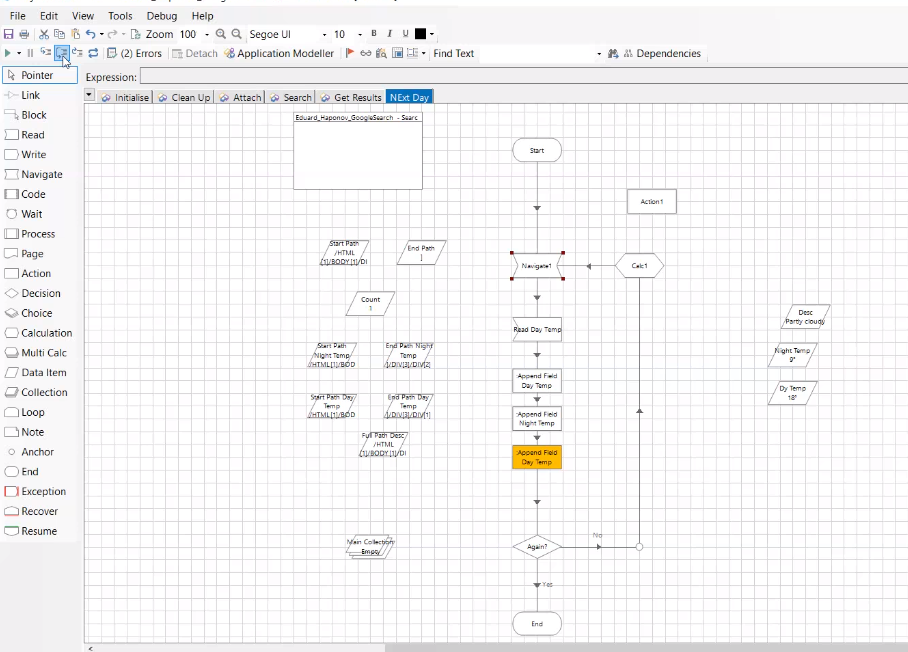 File Edit View Tools Debug Help
Zoom 100 Segoe UI 10 B I U
(2) Errors Detach Application Modeller Find Text Dependencies
Pointer
Link
Block
Read
Write
Navigate
Code
Wait
Process
Page
Action
Decision
Choice
Calculation
Multi Calc
Data Item
Collection
Loop
Note
Anchor
End
Exception
Recover
Resume
Expression:
Initialise Clean Up Attach Search Get Results NExt Day
Eduard_Haponov_GoogleSearch - Searc
Start
Action1
Start Path
/HTML
[1]/BODY[1]/DI
End Path
]
Navigate1
Calc1
Count
1
Read Day Temp
Desc
Partly cloudy
Start Path
Night Temp
/HTML[1]/BOD
End Path Night
Temp
]/DIV[3]/DIV[2]
Night Temp
9°
:Append Field
Day Temp
Dy Temp
18°
Start Path Day
Temp
/HTML[1]/BOD
End Path Day
Temp
]/DIV[3]/DIV[1]
:Append Field
Night Temp
Full Path Desc
/HTML
[1]/BODY[1]/DI
:Append Field
Day Temp
Main Collection
Empty
Again?
No
Yes
End